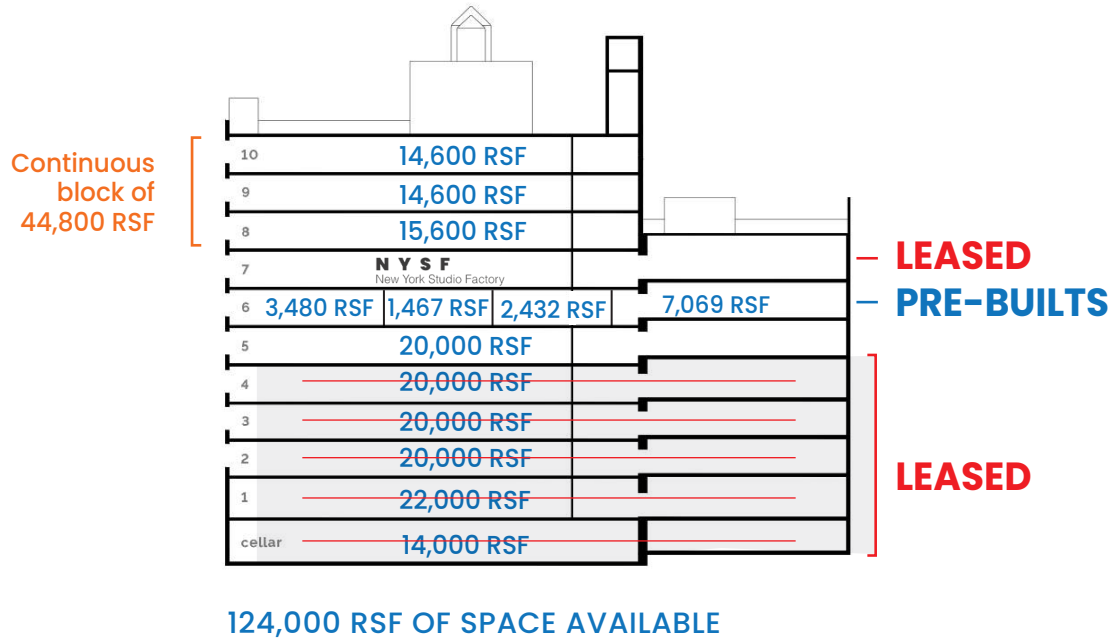 Continuous
block of
44,800 RSF
10 14,600 RSF
9 14,600 RSF
8 15,600 RSF
7 NYSF
New York Studio Factory
LEASED
6 3,480 RSF 1,467 RSF 2,432 RSF 7,069 RSF
PRE-BUILTS
5 20,000 RSF
4 20,000 RSF
3 20,000 RSF
2 20,000 RSF
1 22,000 RSF
cellar 14,000 RSF
LEASED
124,000 RSF OF SPACE AVAILABLE